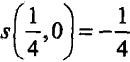 s(1/4, 0) = -1/4